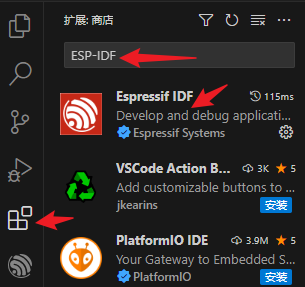 扩展: 商店
ESP-IDF
Espressif IDF 115ms
Develop and debug applicati...
Espressif Systems
VSCode Action B... 3K 5
Add customizable buttons to ...
jkearins 安装
PlatformIO IDE 3.9M 5
Your Gateway to Embedded S...
PlatformIO 安装